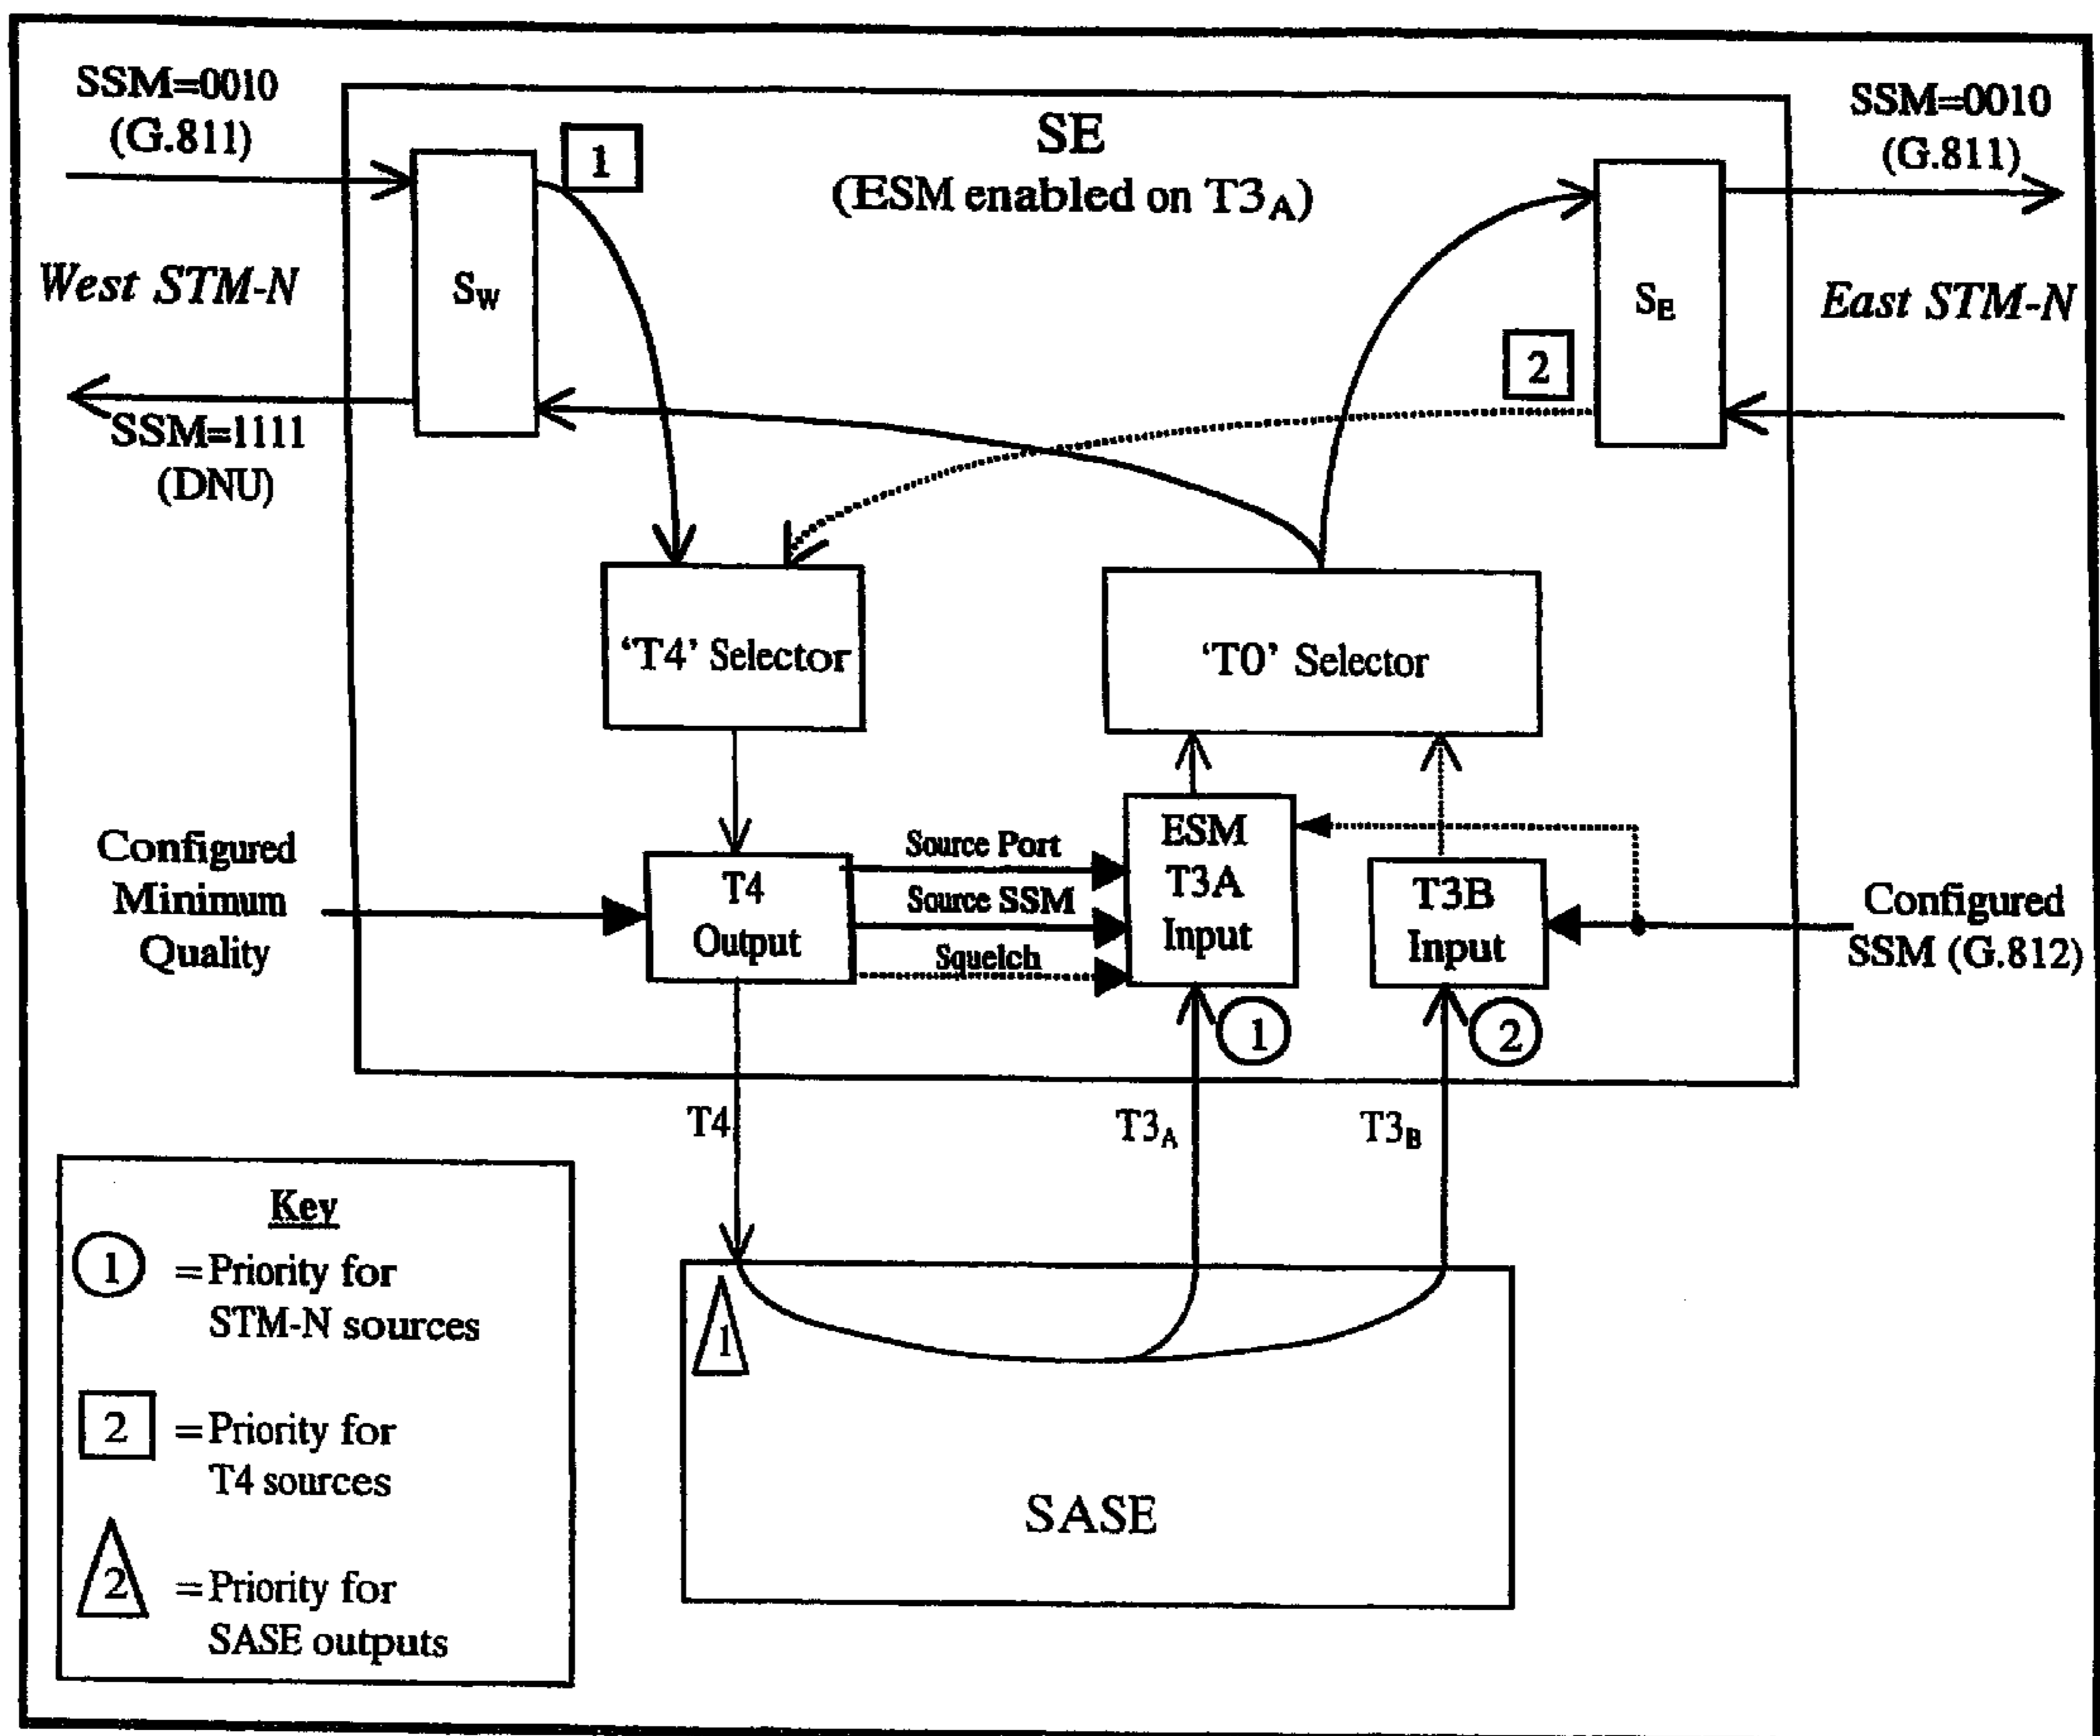 SSM=0010
(G.811)
SE
(ESM enabled on T3A)
SSM=0010
(G.811)
1
West STM-N
SW
SE
East STM-N
2
SSM=1111
(DNU)
'T4' Selector
'T0' Selector
Configured
Minimum
Quality
T4
Output
Source Port
Source SSM
Squelch
ESM
T3A
Input
T3B
Input
Configured
SSM (G.812)
1
2
T4
T3A
T3B
Key
1 =Priority for
STM-N sources
2 =Priority for
T4 sources
2 =Priority for
SASE outputs
1
SASE